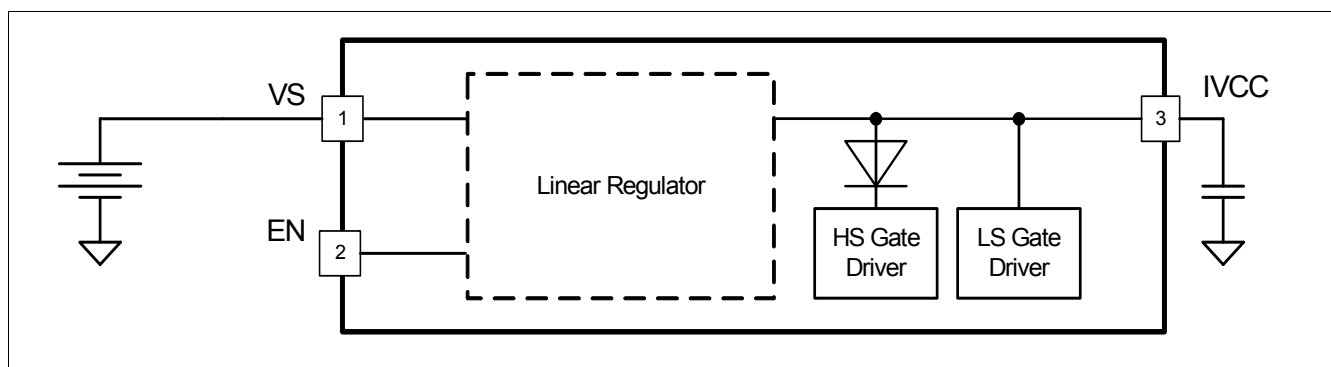 VS
1
EN
2
Linear Regulator
HS Gate
Driver
LS Gate
Driver
IVCC
3